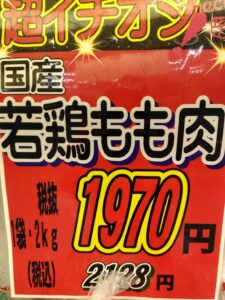 超イチオシ
国産
若鶏もも肉
税抜 1970円
1袋・2kg
(税込) 2128円